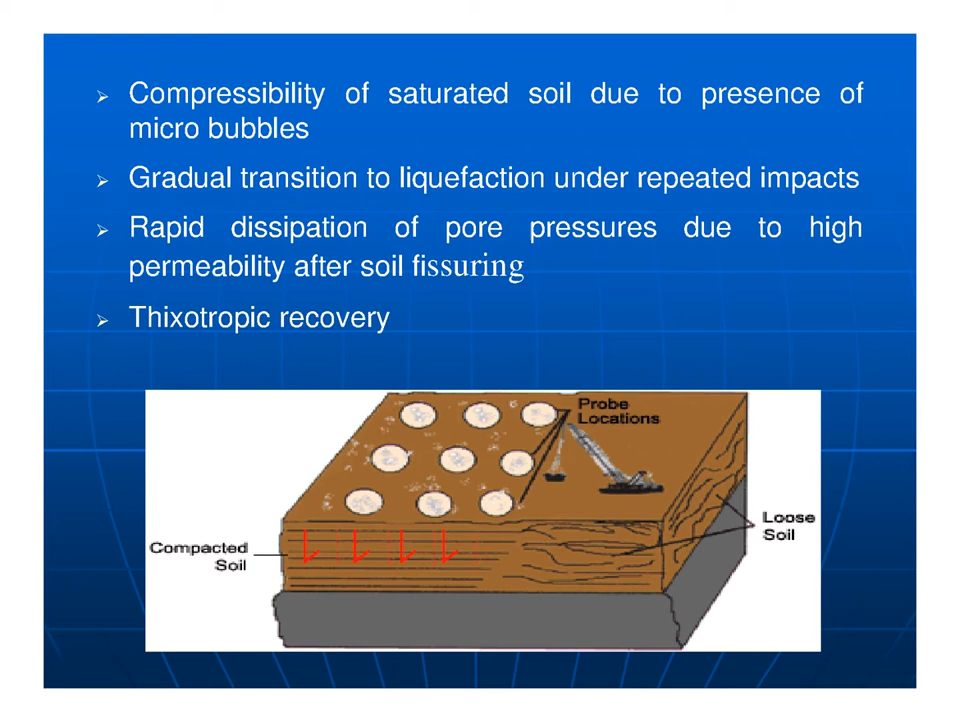 Compressibility of saturated soil due to presence of
micro bubbles
Gradual transition to liquefaction under repeated impacts
Rapid dissipation of pore pressures due to high
permeability after soil fissuring
Thixotropic recovery
Probe
Locations
Loose
Soil
Compacted
Soil